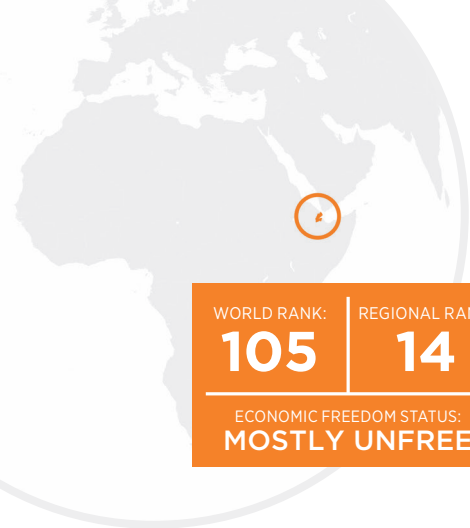 WORLD RANK:
105
REGIONAL RAN
14
ECONOMIC FREEDOM STATUS:
MOSTLY UNFREE